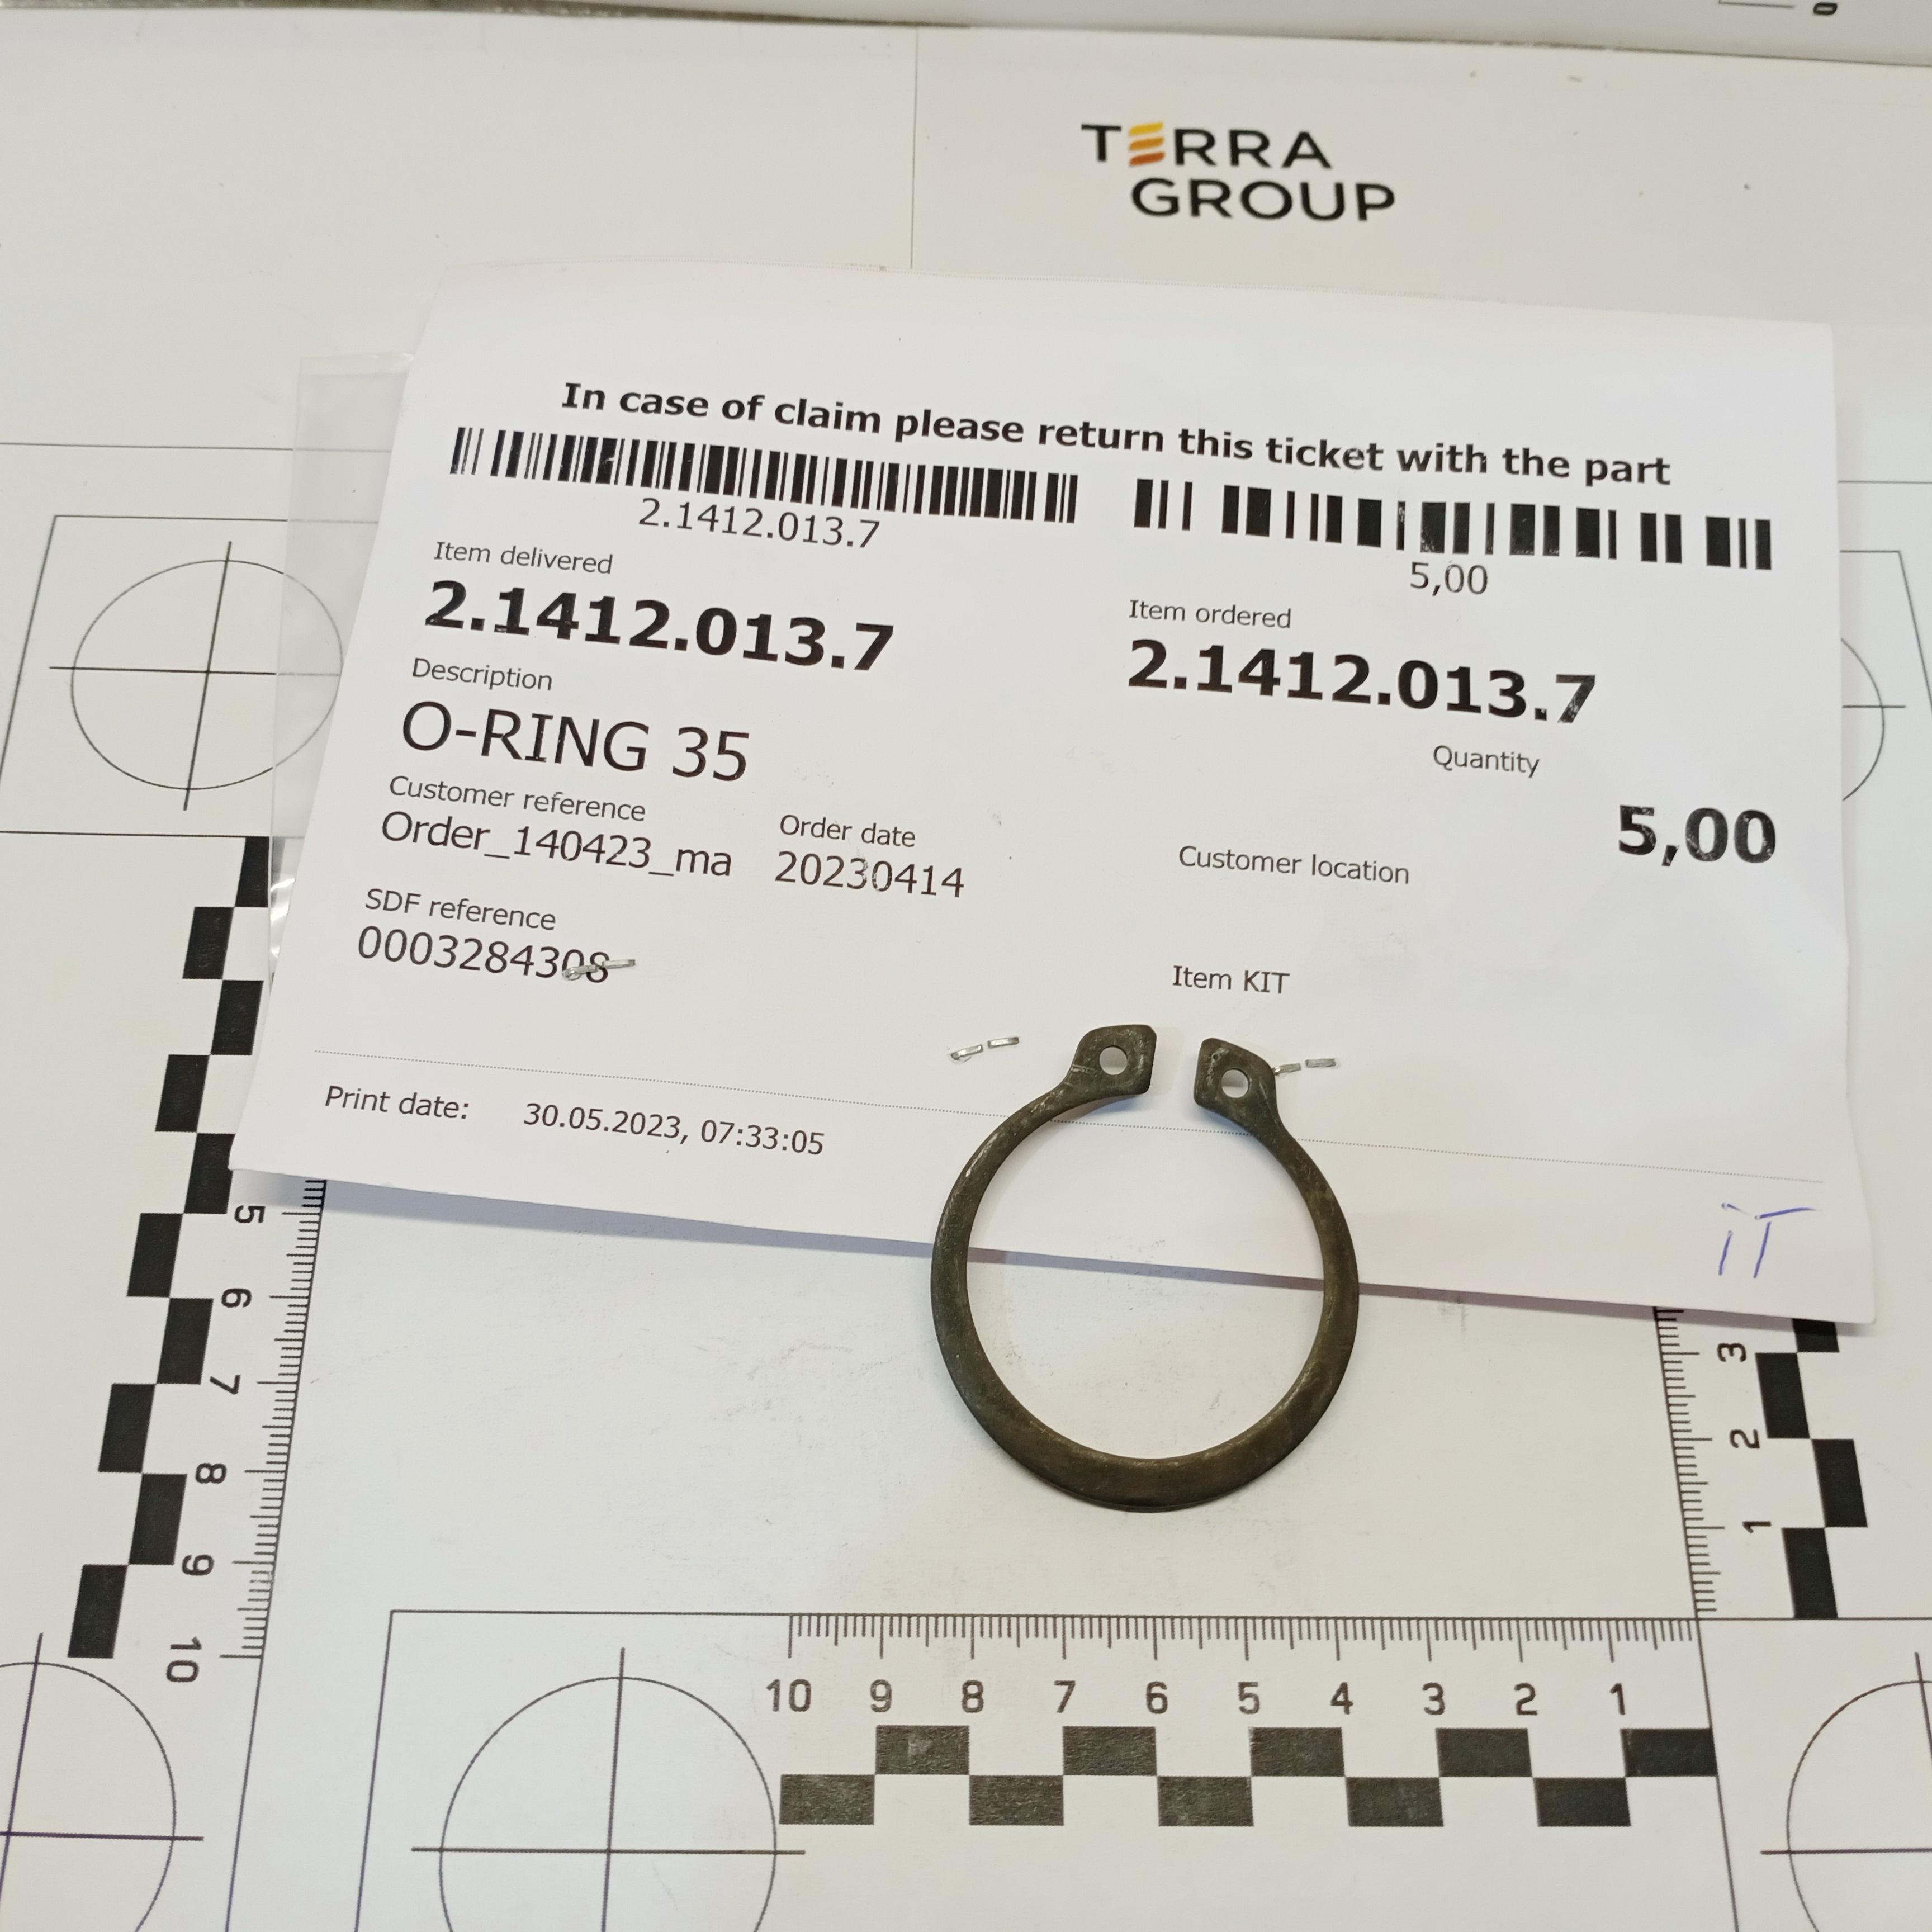 TERRA
GROUP
In case of claim please return this ticket with the part
2.1412.013.7
5,00
Item delivered
2.1412.013.7
Item ordered
2.1412.013.7
Description
O-RING 35
Quantity
5,00
Customer reference
Order_140423_ma
Order date
20230414
Customer location
SDF reference
0003284308
Item KIT
Print date: 30.05.2023, 07:33:05
iT
5
6
7
8
9
10
3
2
1
10 9 8 7 6 5 4 3 2 1